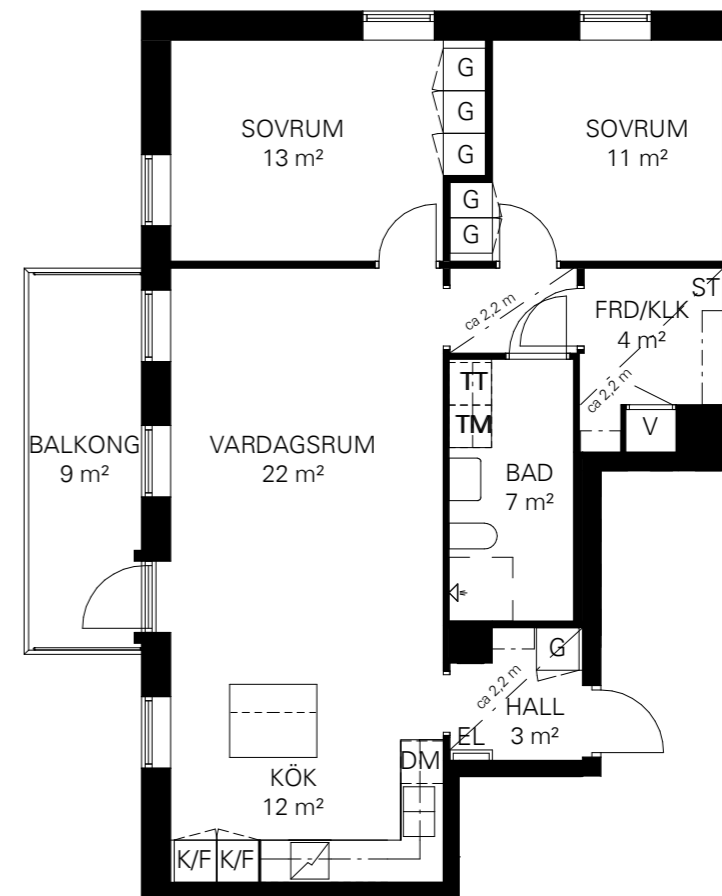 SOVRUM
13 m²
G
G
G
SOVRUM
11 m²
G
G
ca 2,2 m
FRD/KLK
4 m²
ST
ca 2,2 m
V
BALKONG
9 m²
VARDAGSRUM
22 m²
TT
TM
BAD
7 m²
G
ca 2,2 m
HALL
3 m²
EL
DM
KÖK
12 m²
K/F
K/F